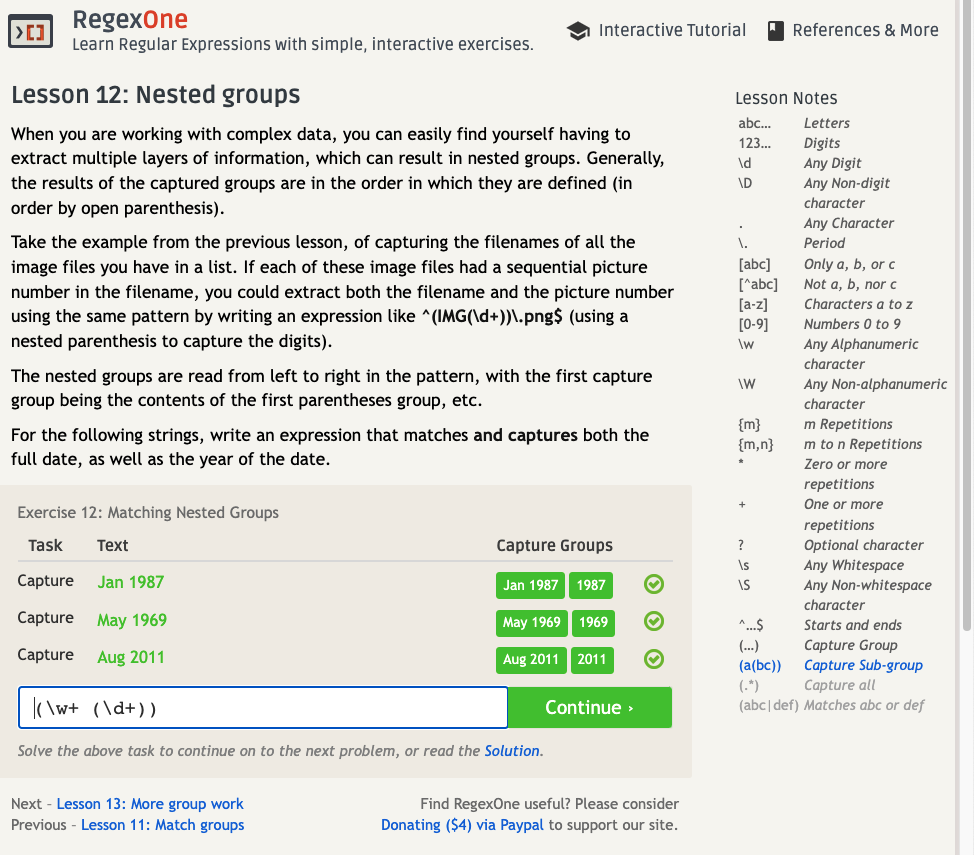 RegexOne
Learn Regular Expressions with simple, interactive exercises.
Interactive Tutorial
References & More
Lesson 12: Nested groups
When you are working with complex data, you can easily find yourself having to
extract multiple layers of information, which can result in nested groups. Generally,
the results of the captured groups are in the order in which they are defined (in
order by open parenthesis).
Take the example from the previous lesson, of capturing the filenames of all the
image files you have in a list. If each of these image files had a sequential picture
number in the filename, you could extract both the filename and the picture number
using the same pattern by writing an expression like ^(IMG(\d+))\.png$ (using a
nested parenthesis to capture the digits).
The nested groups are read from left to right in the pattern, with the first capture
group being the contents of the first parentheses group, etc.
For the following strings, write an expression that matches and captures both the
full date, as well as the year of the date.
Exercise 12: Matching Nested Groups
Task Text Capture Groups
Capture Jan 1987 Jan 1987 1987
Capture May 1969 May 1969 1969
Capture Aug 2011 Aug 2011 2011
(\w+ (\d+))
Continue ›
Solve the above task to continue on to the next problem, or read the Solution.
Next – Lesson 13: More group work
Previous – Lesson 11: Match groups
Find RegexOne useful? Please consider
Donating ($4) via Paypal to support our site.
Lesson Notes
abc… Letters
123… Digits
\d Any Digit
\D Any Non-digit
character
. Any Character
\. Period
[abc] Only a, b, or c
[^abc] Not a, b, nor c
[a-z] Characters a to z
[0-9] Numbers 0 to 9
\w Any Alphanumeric
character
\W Any Non-alphanumeric
character
{m} m Repetitions
{m,n} m to n Repetitions
* Zero or more
repetitions
+ One or more
repetitions
? Optional character
\s Any Whitespace
\S Any Non-whitespace
character
^…$ Starts and ends
(…) Capture Group
(a(bc)) Capture Sub-group
(.*) Capture all
(abc|def) Matches abc or def